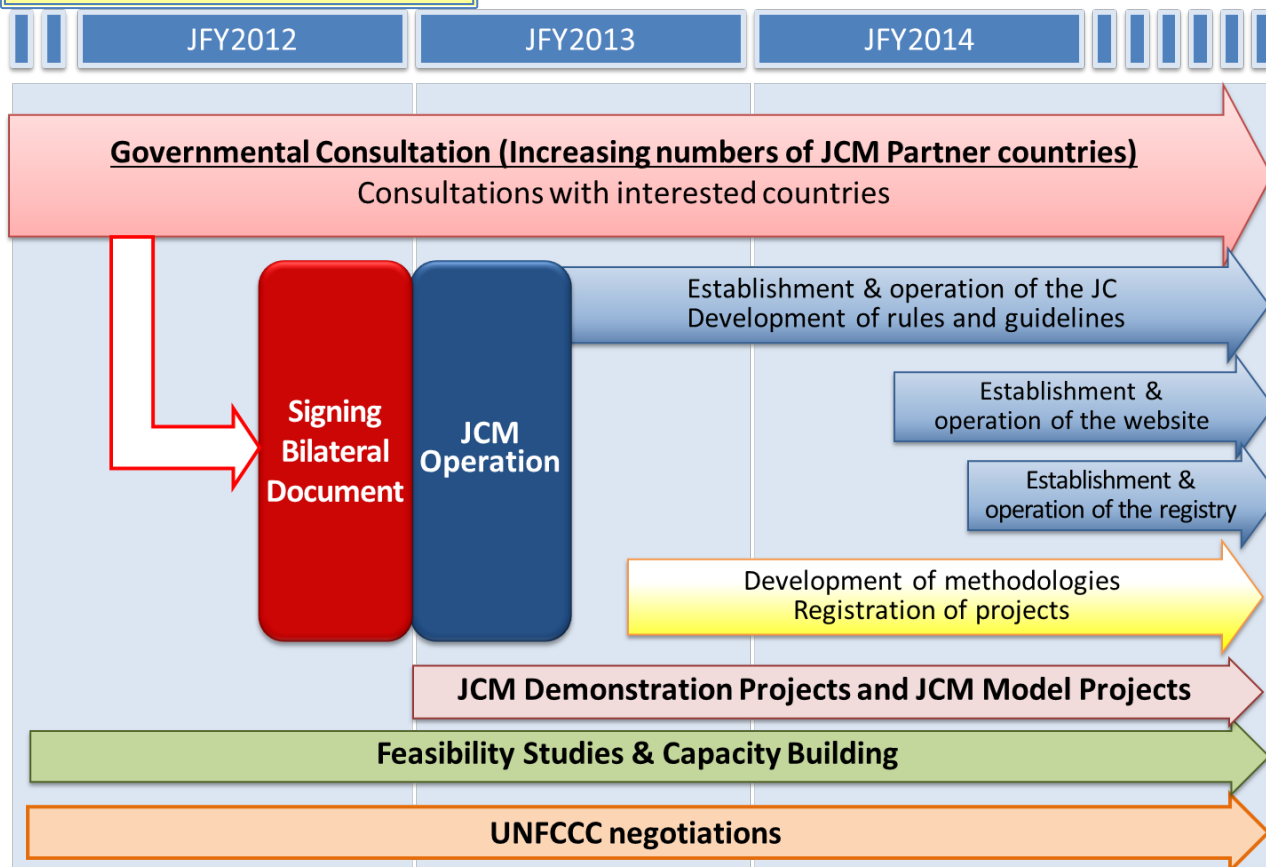 JFY2012
JFY2013
JFY2014
Governmental Consultation (Increasing numbers of JCM Partner countries)
Consultations with interested countries
Establishment & operation of the JC
Development of rules and guidelines
Establishment &
operation of the website
Signing
Bilateral
Document
JCM
Operation
Establishment &
operation of the registry
Development of methodologies
Registration of projects
JCM Demonstration Projects and JCM Model Projects
Feasibility Studies & Capacity Building
UNFCCC negotiations